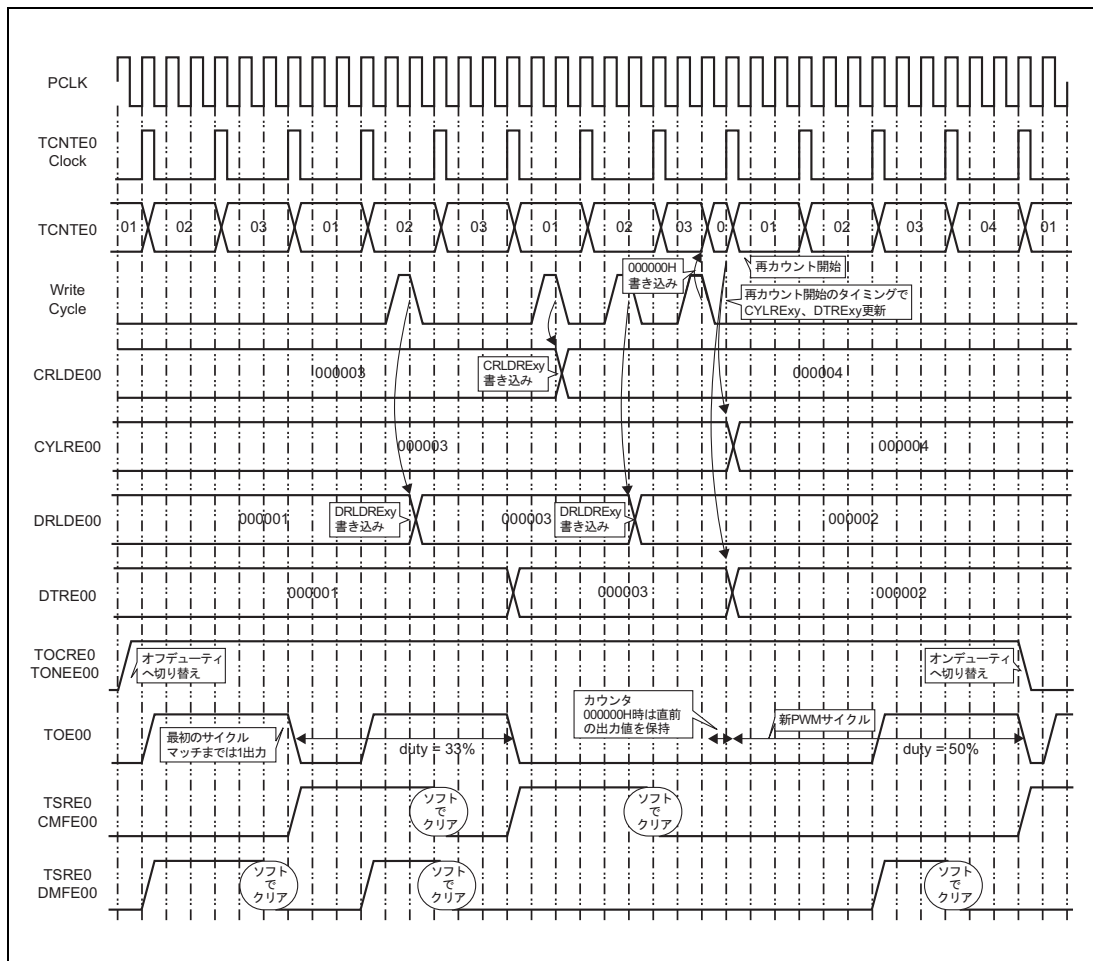 PCLK
TCNTE0
Clock
TCNTE0
01
02
03
01
02
03
01
02
03
0
01
02
03
04
01
000000H
書き込み
再カウント開始
Write
Cycle
再カウント開始のタイミングで
CYLRExy、DTRExy更新
CRLDE00
000003
CRLDRExy
書き込み
000004
CYLRE00
000003
000004
DRLDE00
000001
DRLDRExy
書き込み
000003
DRLDRExy
書き込み
000002
DTRE00
000001
000003
000002
TOCRE0
TONEE00
オフデューティ
へ切り替え
オンデューティ
へ切り替え
TOE00
最初のサイクル
マッチまでは1出力
duty = 33%
カウンタ
000000H時は直前
の出力値を保持
新PWMサイクル
duty = 50%
TSRE0
CMFE00
ソフト
で
クリア
ソフト
で
クリア
TSRE0
DMFE00
ソフト
で
クリア
ソフト
で
クリア
ソフト
で
クリア